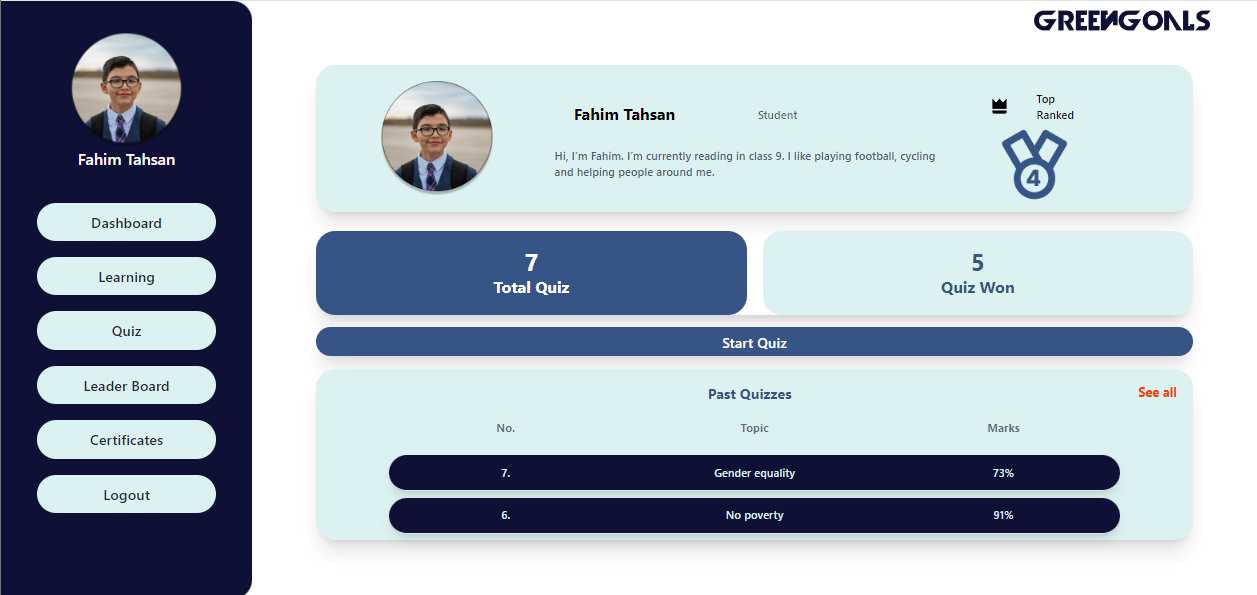 GREENGOALS
Fahim Tahsan
Dashboard
Learning
Quiz
Leader Board
Certificates
Logout
Fahim Tahsan
Student
Top
Ranked
Hi, I'm Fahim. I'm currently reading in class 9. I like playing football, cycling
and helping people around me.
4
7
Total Quiz
5
Quiz Won
Start Quiz
Past Quizzes
See all
No. Topic Marks
7. Gender equality 73%
6. No poverty 91%